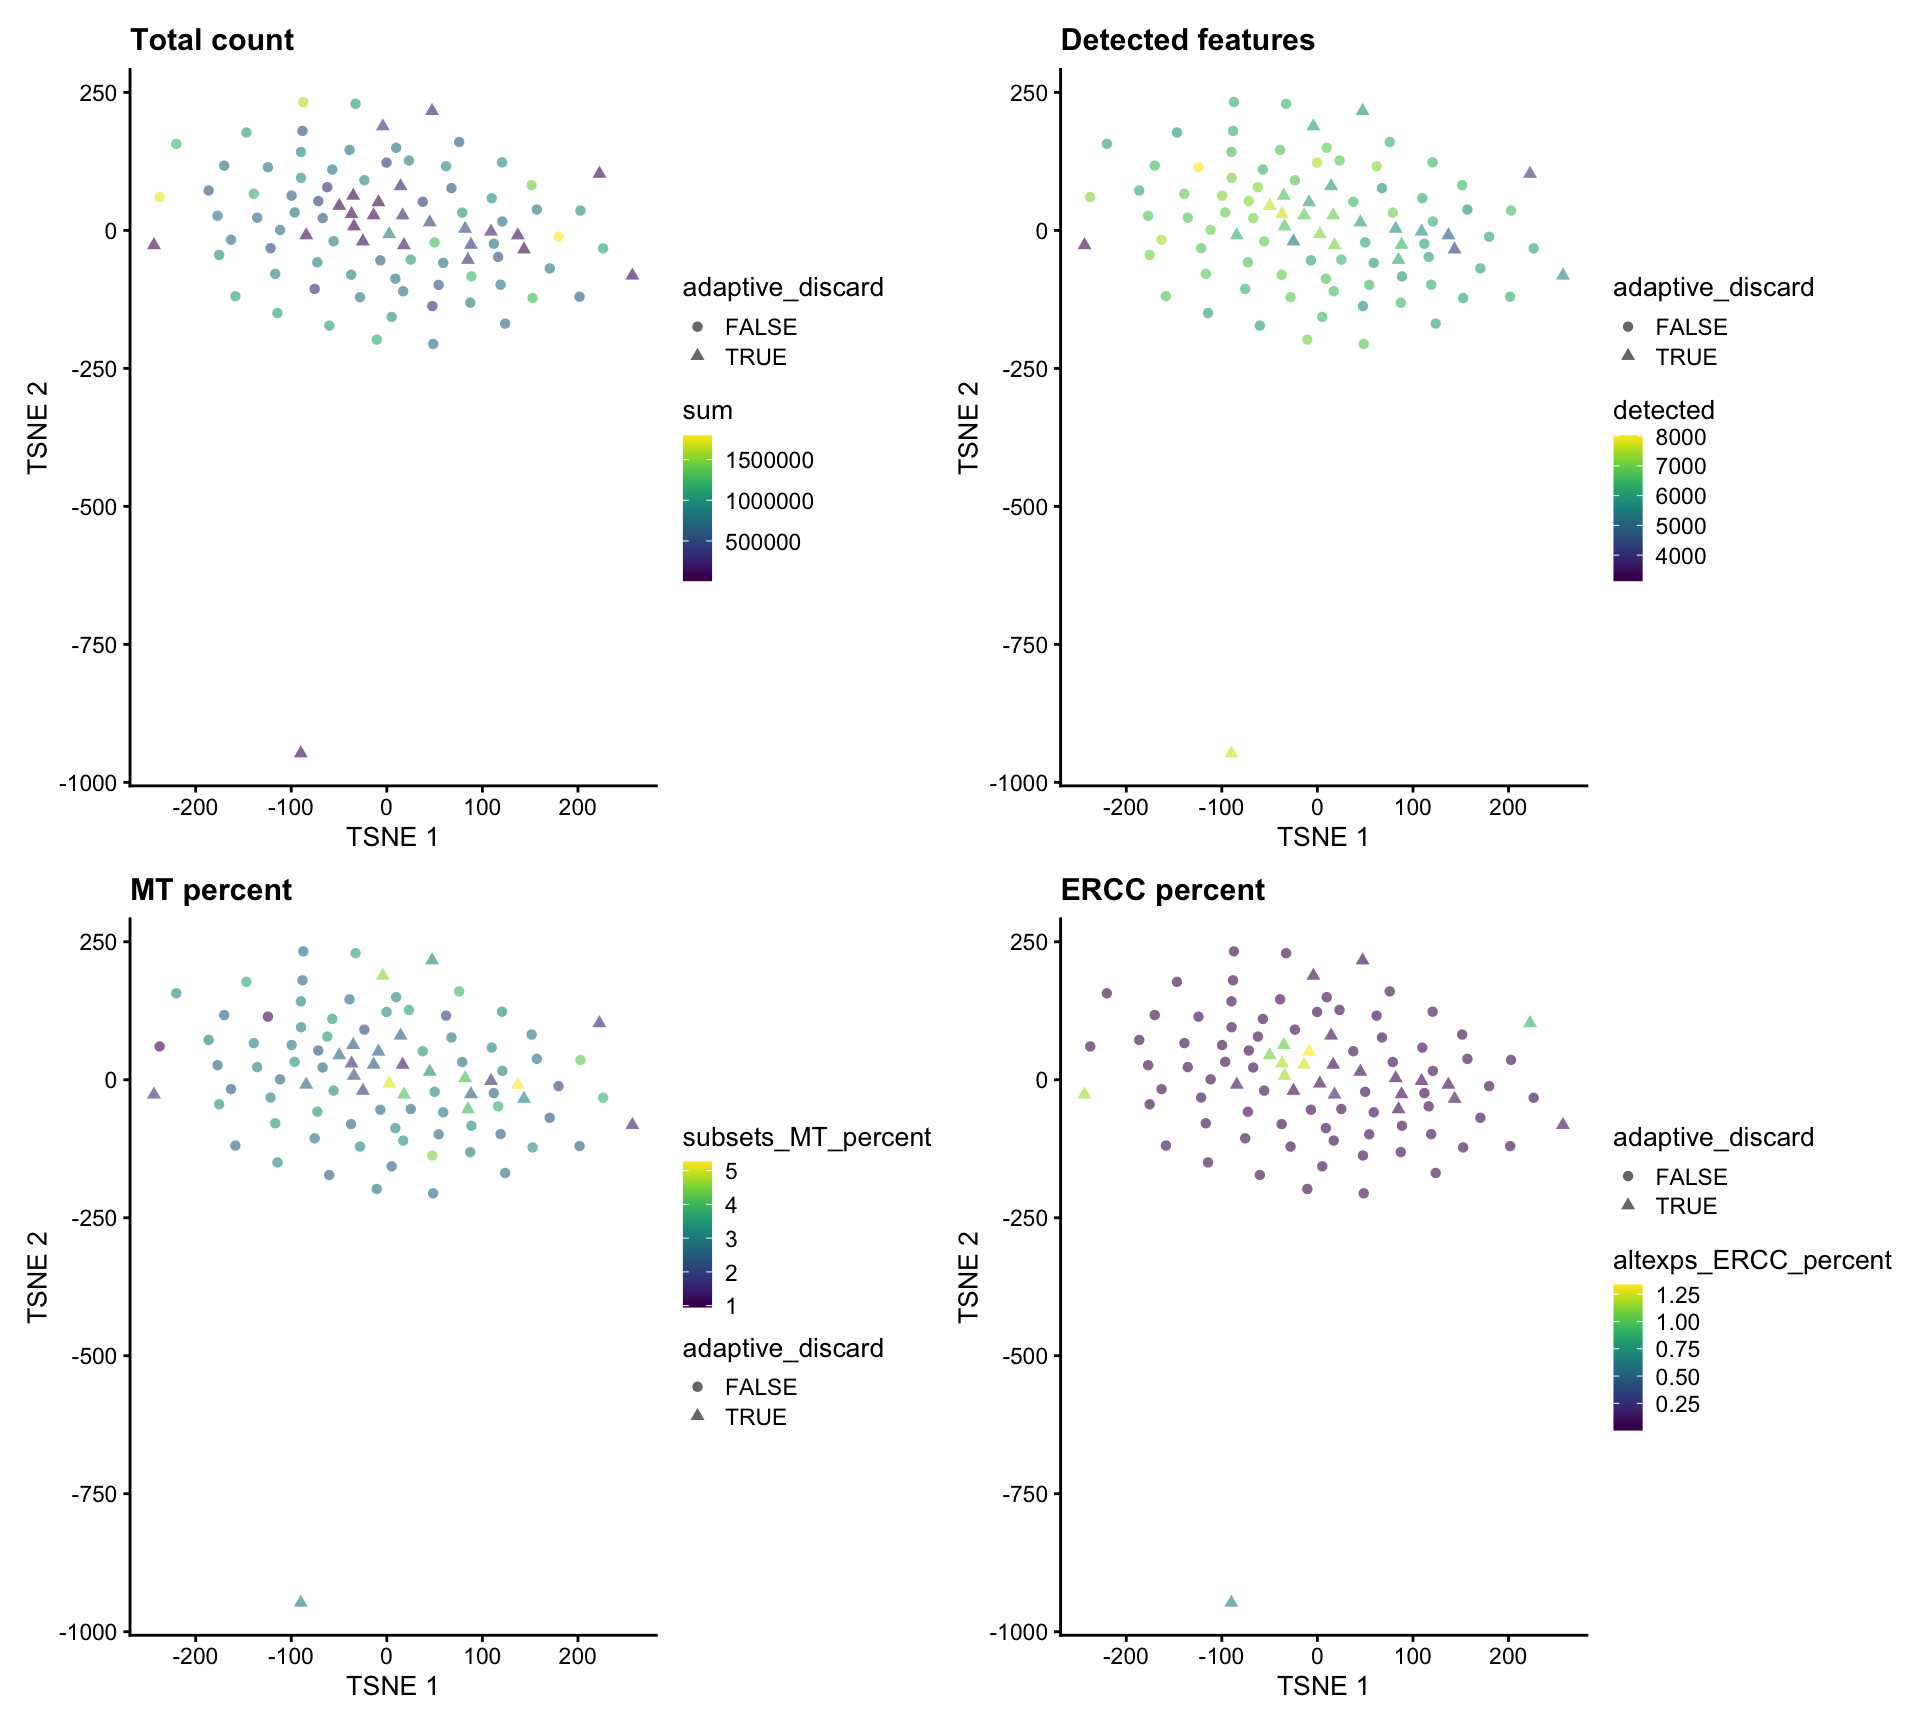 Total count
250
0
-250
-500
-750
-1000
TSNE 2
-200 -100 0 100 200
TSNE 1
adaptive_discard
FALSE
TRUE
sum
1500000
1000000
500000
Detected features
250
0
-250
-500
-750
-1000
TSNE 2
-200 -100 0 100 200
TSNE 1
adaptive_discard
FALSE
TRUE
detected
8000
7000
6000
5000
4000
MT percent
250
0
-250
-500
-750
-1000
TSNE 2
-200 -100 0 100 200
TSNE 1
subsets_MT_percent
5
4
3
2
1
adaptive_discard
FALSE
TRUE
ERCC percent
250
0
-250
-500
-750
-1000
TSNE 2
-200 -100 0 100 200
TSNE 1
adaptive_discard
FALSE
TRUE
altexps_ERCC_percent
1.25
1.00
0.75
0.50
0.25